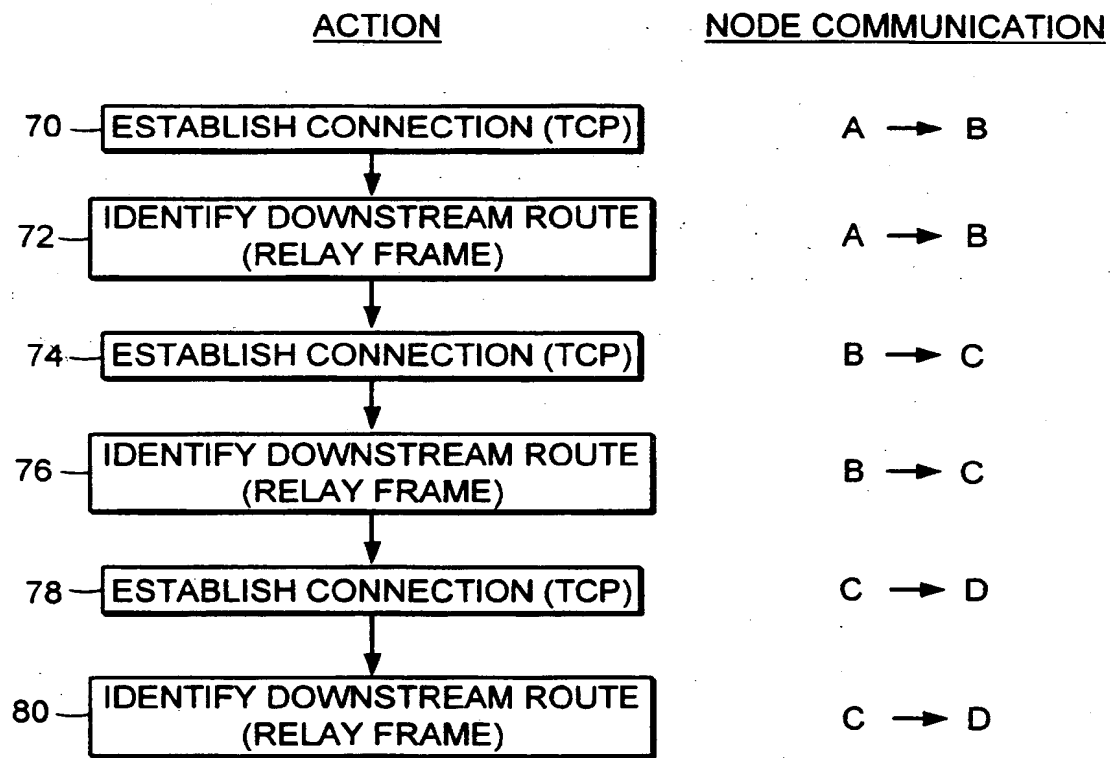 ACTION NODE COMMUNICATION
70 ESTABLISH CONNECTION (TCP) A → B
72 IDENTIFY DOWNSTREAM ROUTE
(RELAY FRAME) A → B
74 ESTABLISH CONNECTION (TCP) B → C
76 IDENTIFY DOWNSTREAM ROUTE
(RELAY FRAME) B → C
78 ESTABLISH CONNECTION (TCP) C → D
80 IDENTIFY DOWNSTREAM ROUTE
(RELAY FRAME) C → D